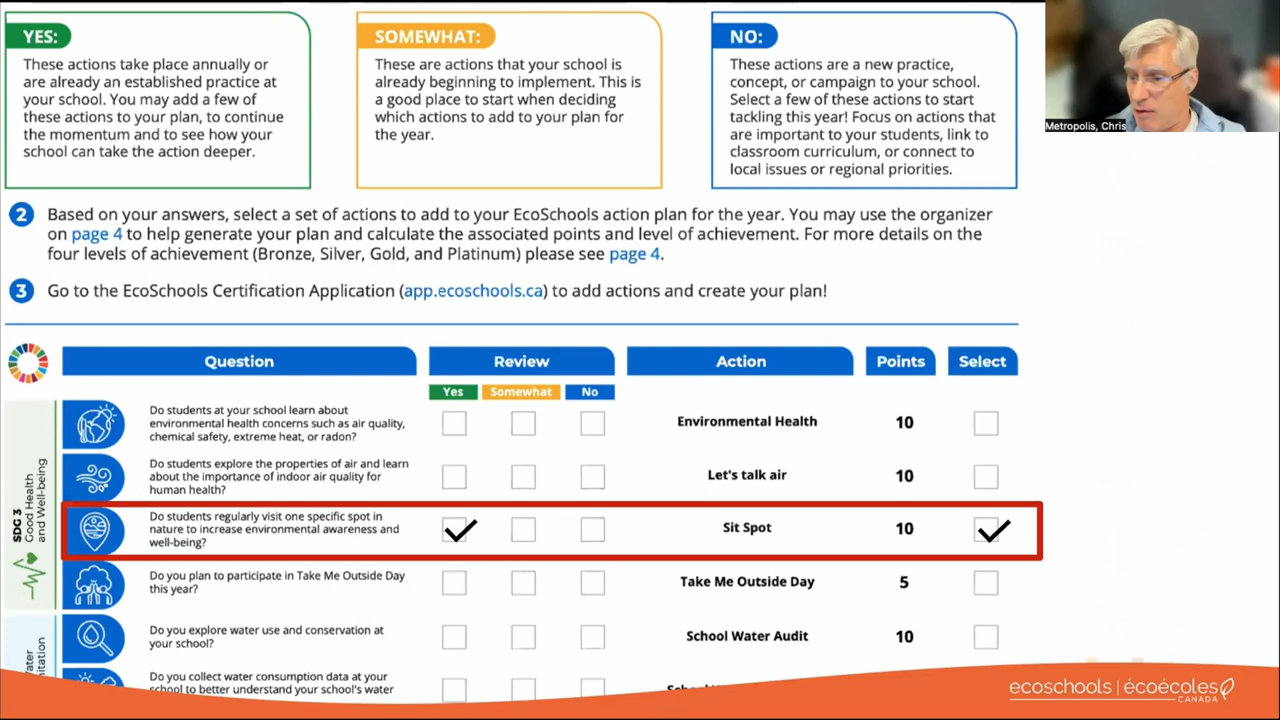 YES:
These actions take place annually or
are already an established practice at
your school. You may add a few of
these actions to your plan, to continue
the momentum and to see how your
school can take the action deeper.
SOMEWHAT:
These are actions that your school is
already beginning to implement. This is
a good place to start when deciding
which actions to add to your plan for
the year.
NO:
These actions are a new practice,
concept, or campaign to your school.
Select a few of these actions to start
tackling this year! Focus on actions that
are important to your students, link to
classroom curriculum, or connect to
local issues or regional priorities.
Metropolis, Chris
2 Based on your answers, select a set of actions to add to your EcoSchools action plan for the year. You may use the organizer
on page 4 to help generate your plan and calculate the associated points and level of achievement. For more details on the
four levels of achievement (Bronze, Silver, Gold, and Platinum) please see page 4.
3 Go to the EcoSchools Certification Application (app.ecoschools.ca) to add actions and create your plan!
Question Review Action Points Select
Yes Somewhat No
SDG 3
Good Health
and Well-being
Do students at your school learn about
environmental health concerns such as air quality,
chemical safety, extreme heat, or radon?
Environmental Health 10
Do students explore the properties of air and learn
about the importance of indoor air quality for
human health?
Let's talk air 10
Do students regularly visit one specific spot in
nature to increase environmental awareness and
well-being?
Sit Spot 10
Do you plan to participate in Take Me Outside Day
this year?
Take Me Outside Day 5
Do you explore water use and conservation at
your school?
School Water Audit 10
Do you collect water consumption data at your
school to better understand your school's water
ecoschools | écoécoles
CANADA